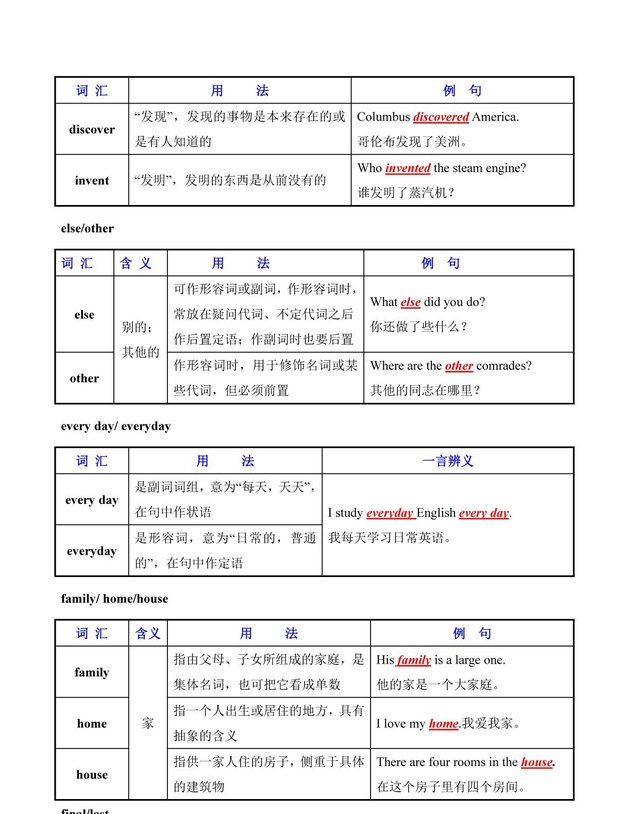 词 汇 用 法 例 句
discover
“发现”，发现的事物是本来存在的或
是有人知道的
Columbus discovered America.
哥伦布发现了美洲。
invent
“发明”，发明的东西是从前没有的
Who invented the steam engine?
谁发明了蒸汽机？
else/other
词 汇 含 义 用 法 例 句
else
别的；
其他的
可作形容词或副词，作形容词时，
常放在疑问代词、不定代词之后
作后置定语；作副词时也要后置
What else did you do?
你还做了些什么？
other
作形容词时，用于修饰名词或某
些代词，但必须前置
Where are the other comrades?
其他的同志在哪里？
every day/ everyday
词 汇 用 法 一言辨义
every day
是副词词组，意为“每天，天天”，
在句中作状语
I study everyday English every day.
我每天学习日常英语。
everyday
是形容词，意为“日常的，普通
的”，在句中作定语
family/ home/house
词 汇 含义 用 法 例 句
family
家
指由父母、子女所组成的家庭，是
集体名词，也可把它看成单数
His family is a large one.
他的家是一个大家庭。
home
指一个人出生或居住的地方，具有
抽象的含义
I love my home.我爱我家。
house
指供一家人住的房子，侧重于具体
的建筑物
There are four rooms in the house.
在这个房子里有四个房间。
final/last